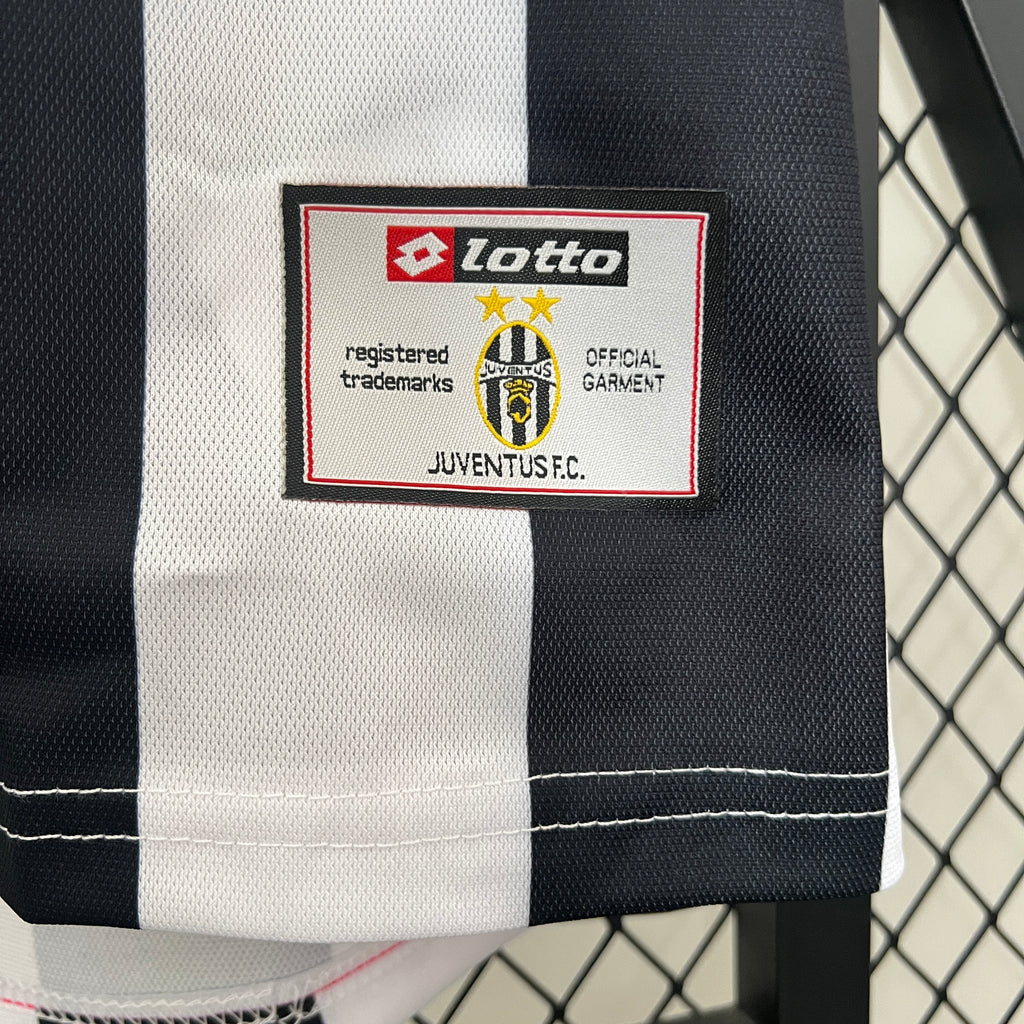 lotto
registered
trademarks
JUVENTUS
OFFICIAL
GARMENT
JUVENTUS F.C.